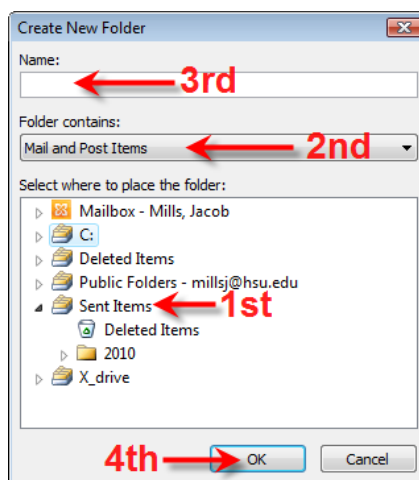 Create New Folder
Name:
3rd
Folder contains:
Mail and Post Items 2nd
Select where to place the folder:
Mailbox - Mills, Jacob
C:
Deleted Items
Public Folders - millsj@hsu.edu
Sent Items 1st
Deleted Items
2010
X_drive
4th OK Cancel